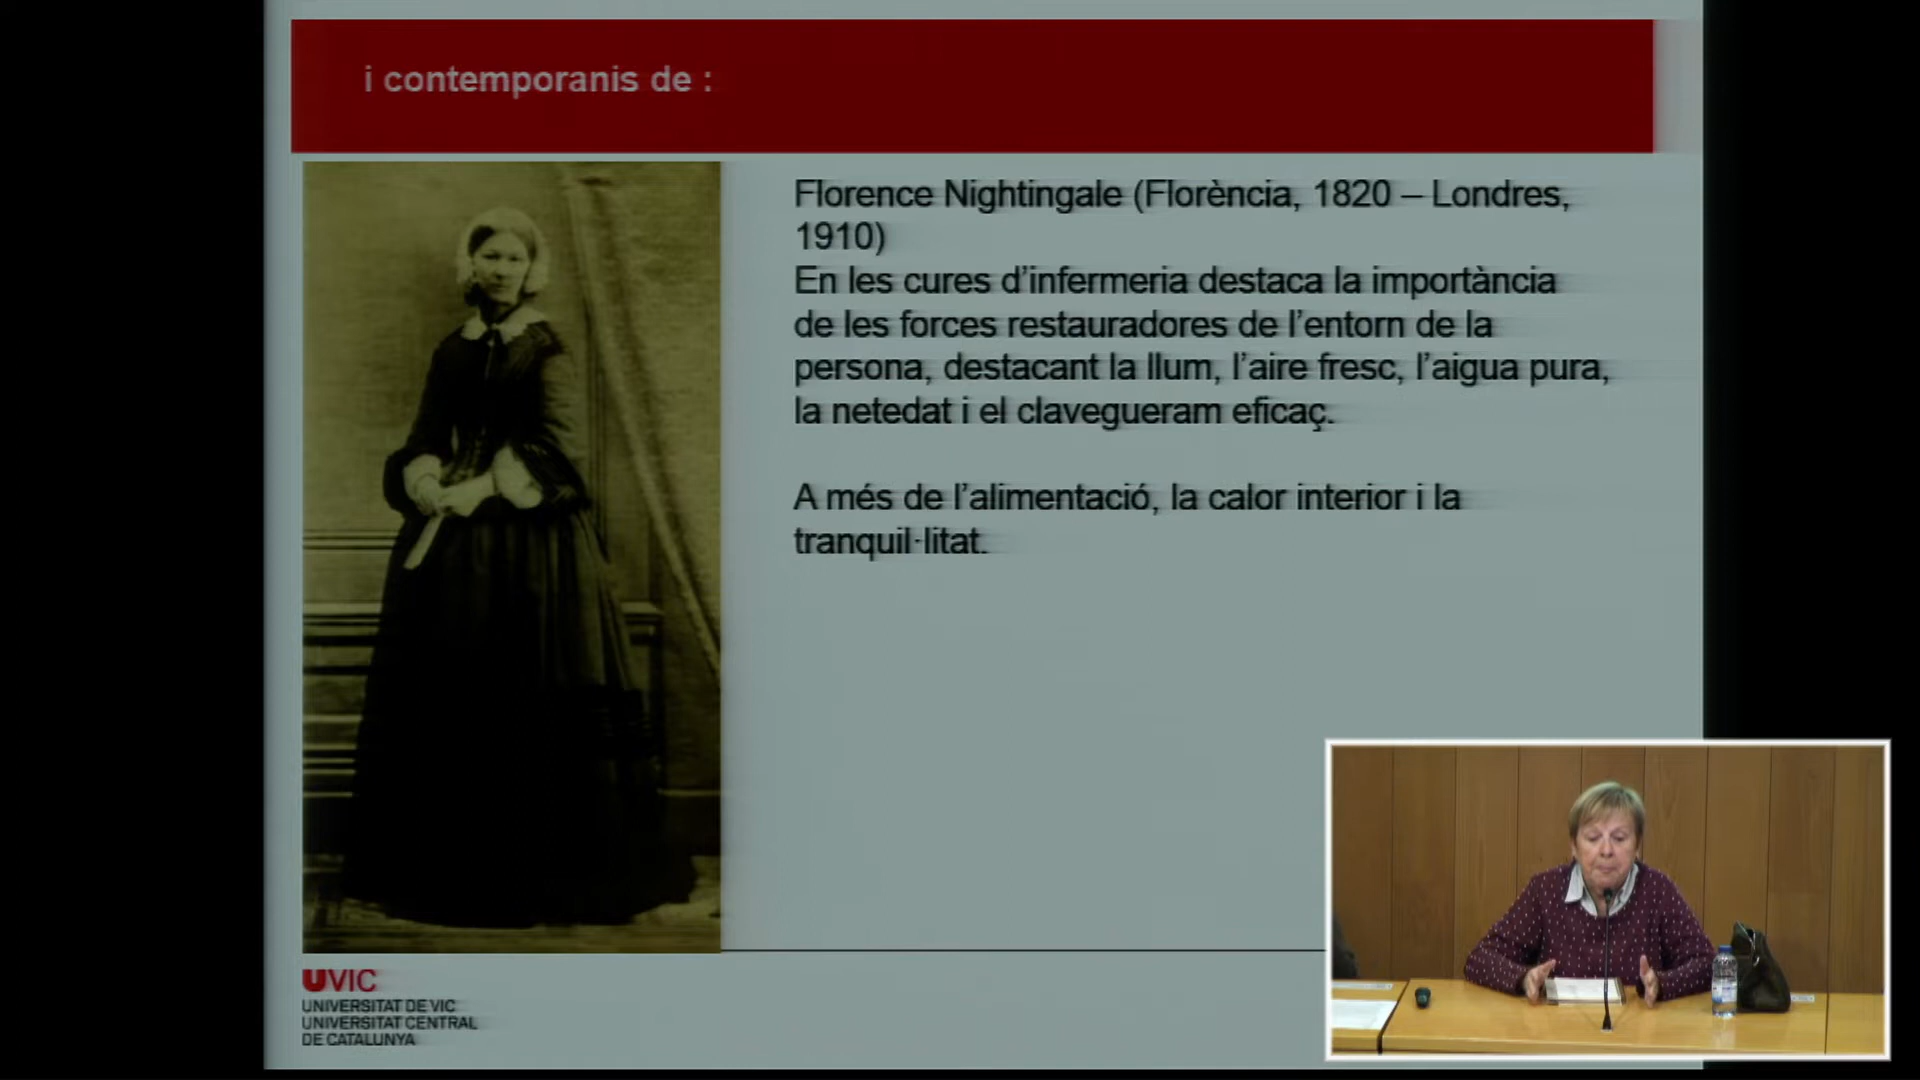 i contemporanis de :
Florence Nightingale (Florència, 1820 – Londres,
1910)
En les cures d’infermeria destaca la importància
de les forces restauradores de l’entorn de la
persona, destacant la llum, l’aire fresc, l’aigua pura,
la netedat i el clavegueram eficaç.
A més de l’alimentació, la calor interior i la
tranquil·litat.
UVIC
UNIVERSITAT DE VIC
UNIVERSITAT CENTRAL
DE CATALUNYA